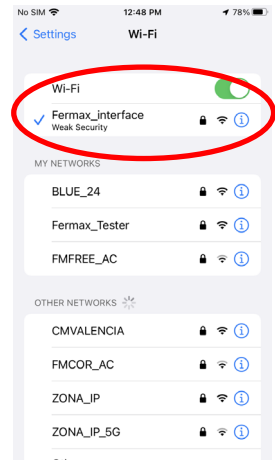 No SIM 12:48 PM 78%
Settings Wi-Fi
Wi-Fi
Fermax_interface
Weak Security
MY NETWORKS
BLUE_24
Fermax_Tester
FMFREE_AC
OTHER NETWORKS
CMVALENCIA
FMCOR_AC
ZONA_IP
ZONA_IP_5G